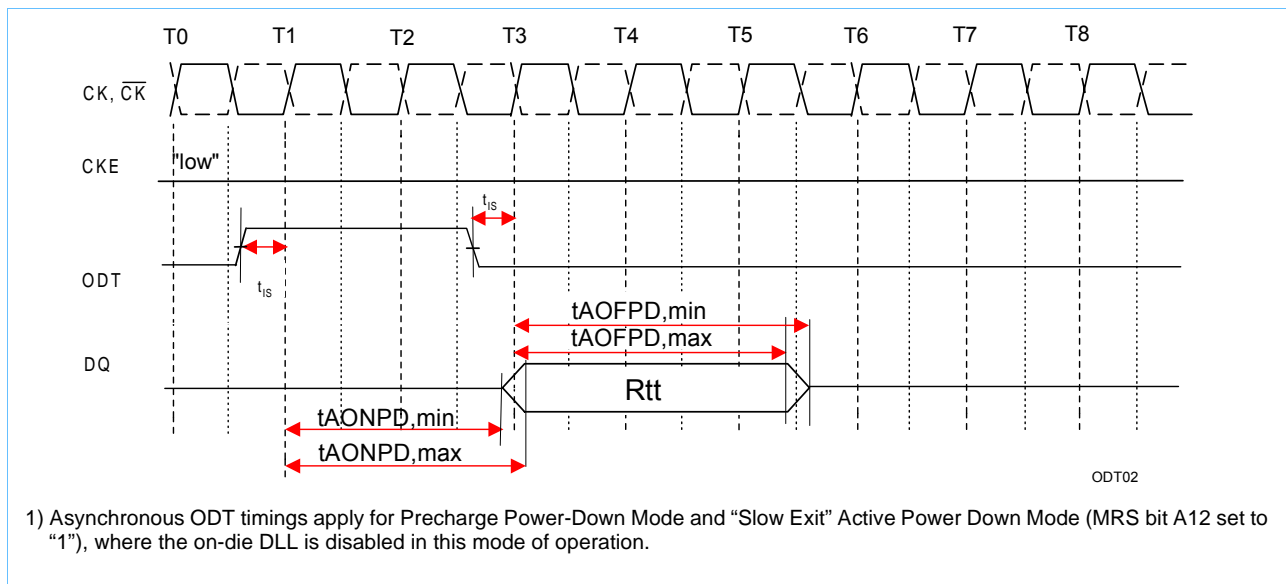 T0 T1 T2 T3 T4 T5 T6 T7 T8
CK, CK
CKE
"low"
tIS
tIS
ODT
tAOFPD,min
tAOFPD,max
DQ
Rtt
tAONPD,min
tAONPD,max
ODT02
1) Asynchronous ODT timings apply for Precharge Power-Down Mode and “Slow Exit” Active Power Down Mode (MRS bit A12 set to
“1”), where the on-die DLL is disabled in this mode of operation.